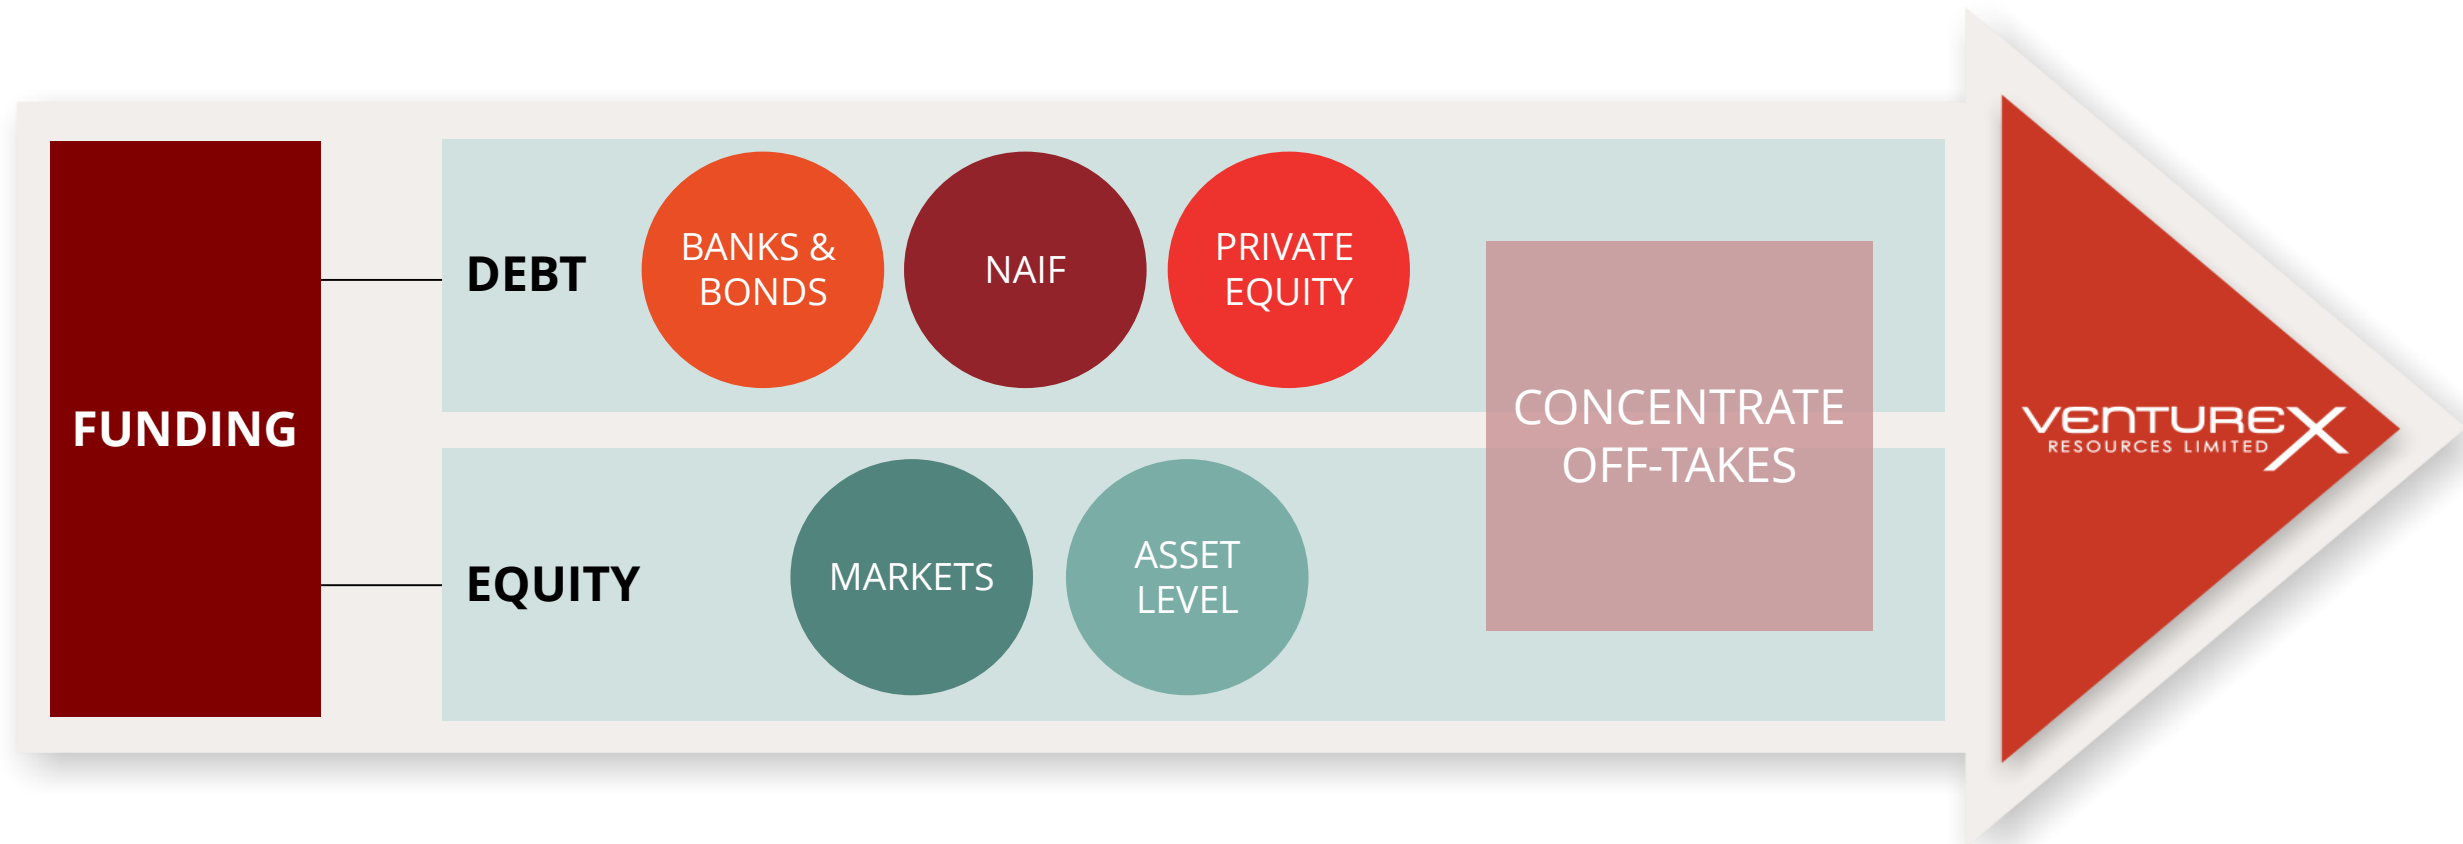 FUNDING
DEBT
BANKS &
BONDS
NAIF
PRIVATE
EQUITY
EQUITY
MARKETS
ASSET
LEVEL
CONCENTRATE
OFF-TAKES
VENTUREX
RESOURCES LIMITED